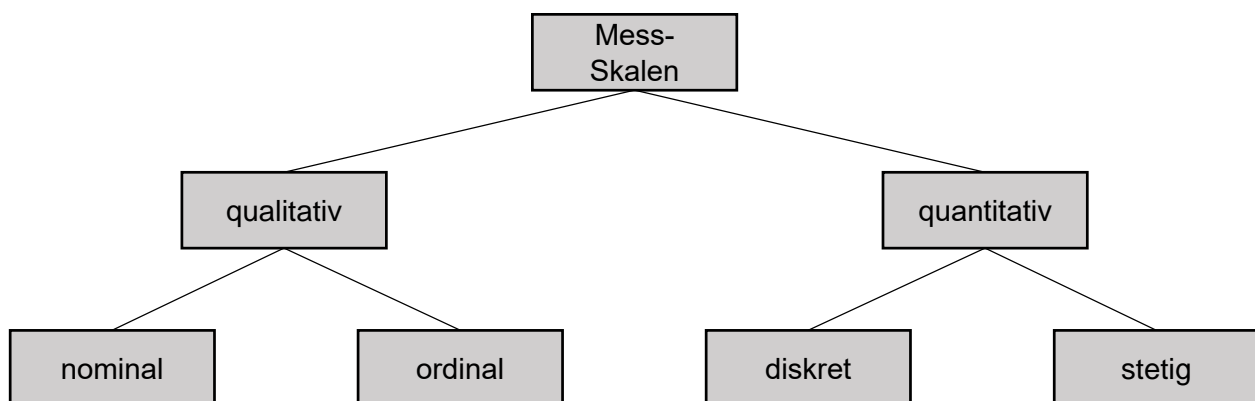 Mess-
Skalen
qualitativ
quantitativ
nominal
ordinal
diskret
stetig